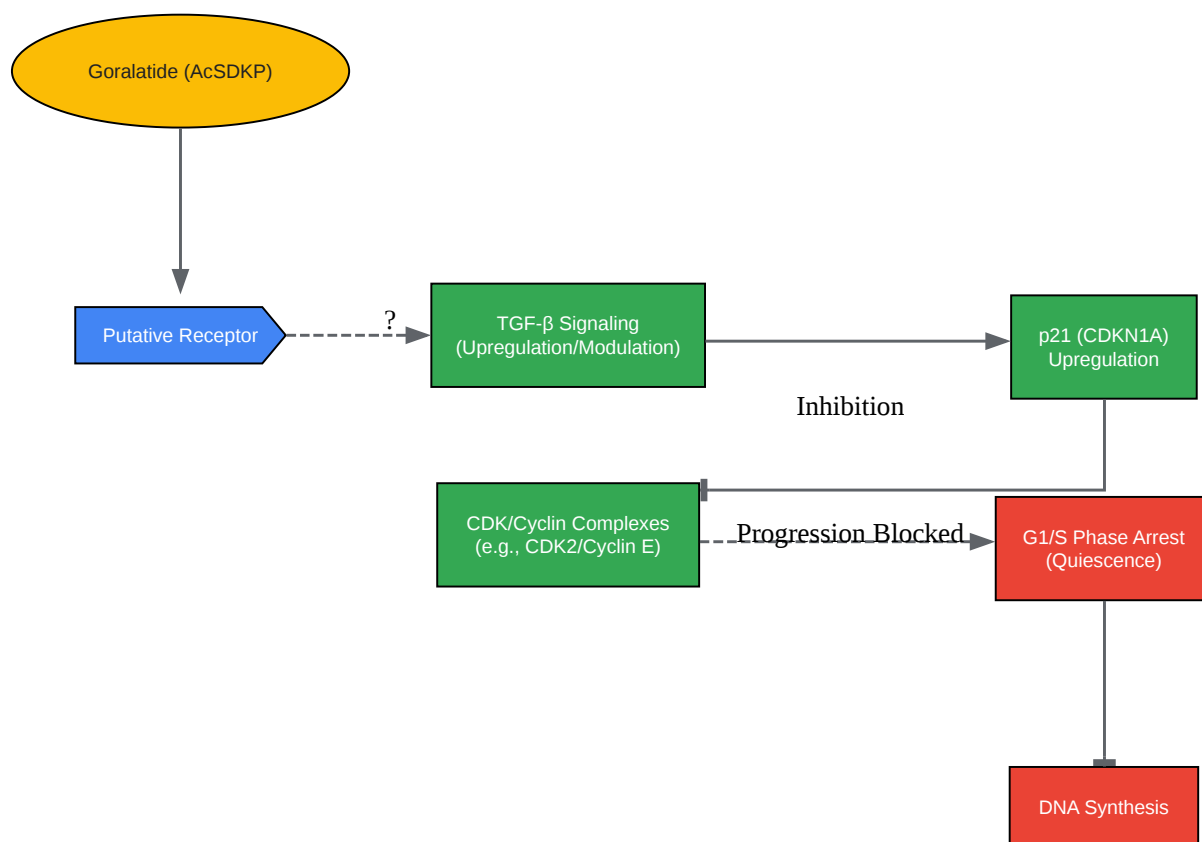 Goralatide (AcSDKP)
Putative Receptor
?
TGF-β Signaling
(Upregulation/Modulation)
p21 (CDKN1A)
Upregulation
Inhibition
CDK/Cyclin Complexes
(e.g., CDK2/Cyclin E)
Progression Blocked
G1/S Phase Arrest
(Quiescence)
DNA Synthesis